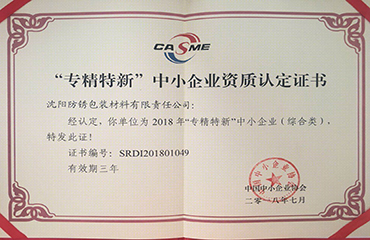 CASME
“专精特新”中小企业资质认定证书
沈阳防锈包装材料有限责任公司：
经认定，你单位为2018年“专精特新”中小企业（综合类），
特发此证！
证书编号：SRDI201801049
有效期三年
中国中小企业协会
二〇一八年七月